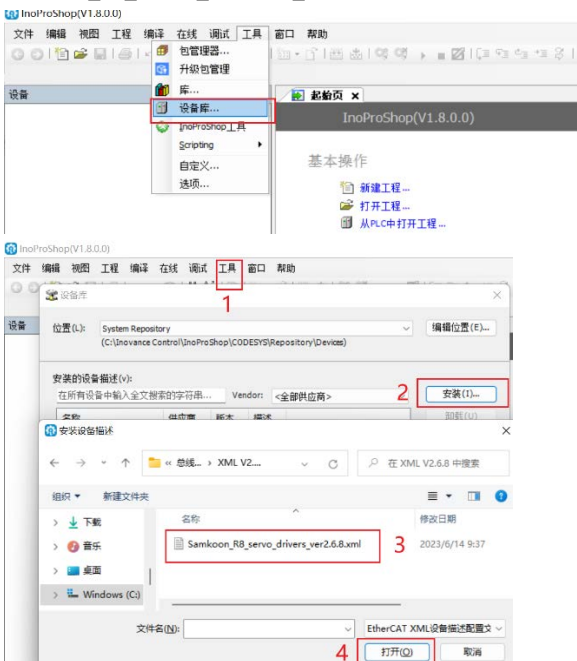 InoProShop(V1.8.0.0)
文件 编辑 视图 工程 编译 在线 调试 工具 窗口 帮助
包管理器...
升级包管理
库...
设备库...
InoProShop工具
Scripting
自定义...
选项...
设备
起始页
InoProShop(V1.8.0.0)
基本操作
新建工程...
打开工程...
从PLC中打开工程...
InoProShop(V1.8.0.0)
文件 编辑 视图 工程 编译 在线 调试 工具 窗口 帮助
1
设备库
设备
位置(L): System Repository 编辑位置(E)...
(C:\Inovance Control\InoProShop\CODESYS\Repository\Devices)
安装的设备描述(v):
在所有设备中输入全文搜索的字符串... Vendor: <全部供应商> 2 安装(I)...
名称 供应商 版本 描述 卸载(U)
安装设备描述
« 总线... › XML V2.... 在 XML V2.6.8 中搜索
组织 新建文件夹
名称 修改日期
下载
音乐
桌面
Windows (C:)
Samkoon_R8_servo_drivers_ver2.6.8.xml 3 2023/6/14 9:37
文件名(N): EtherCAT XML设备描述配置文
4 打开(O) 取消